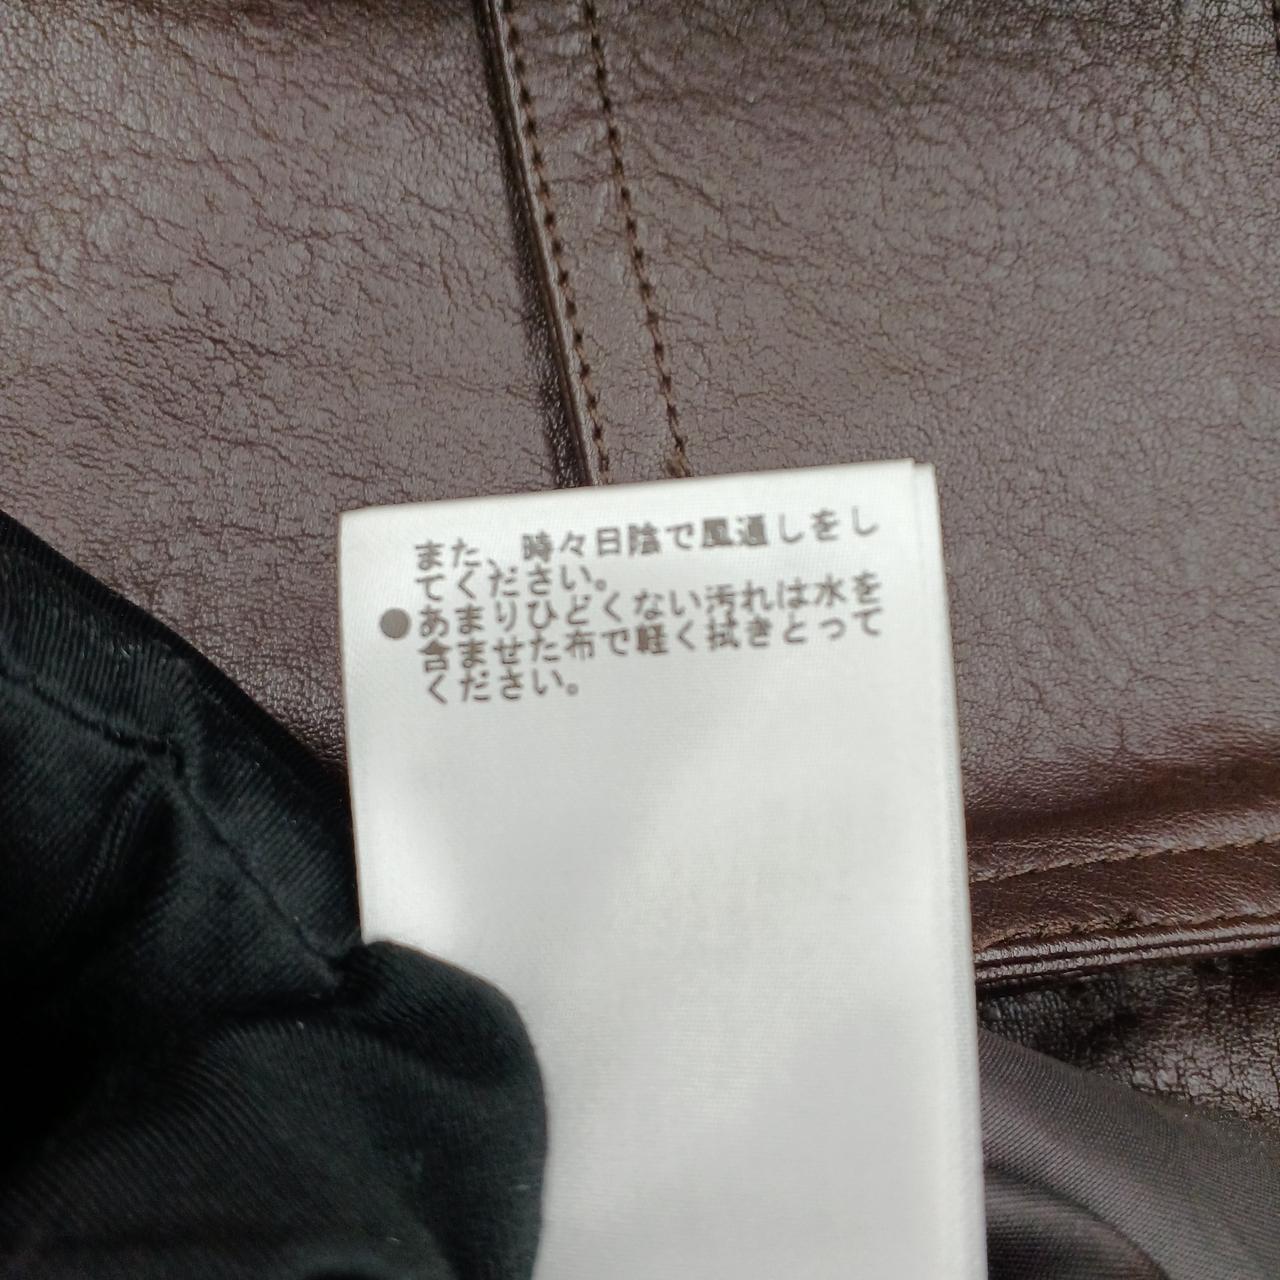 また、時々日陰で風通しをし
てください。
●あまりひどくない汚れは水を
含ませた布で軽く拭きとって
ください。